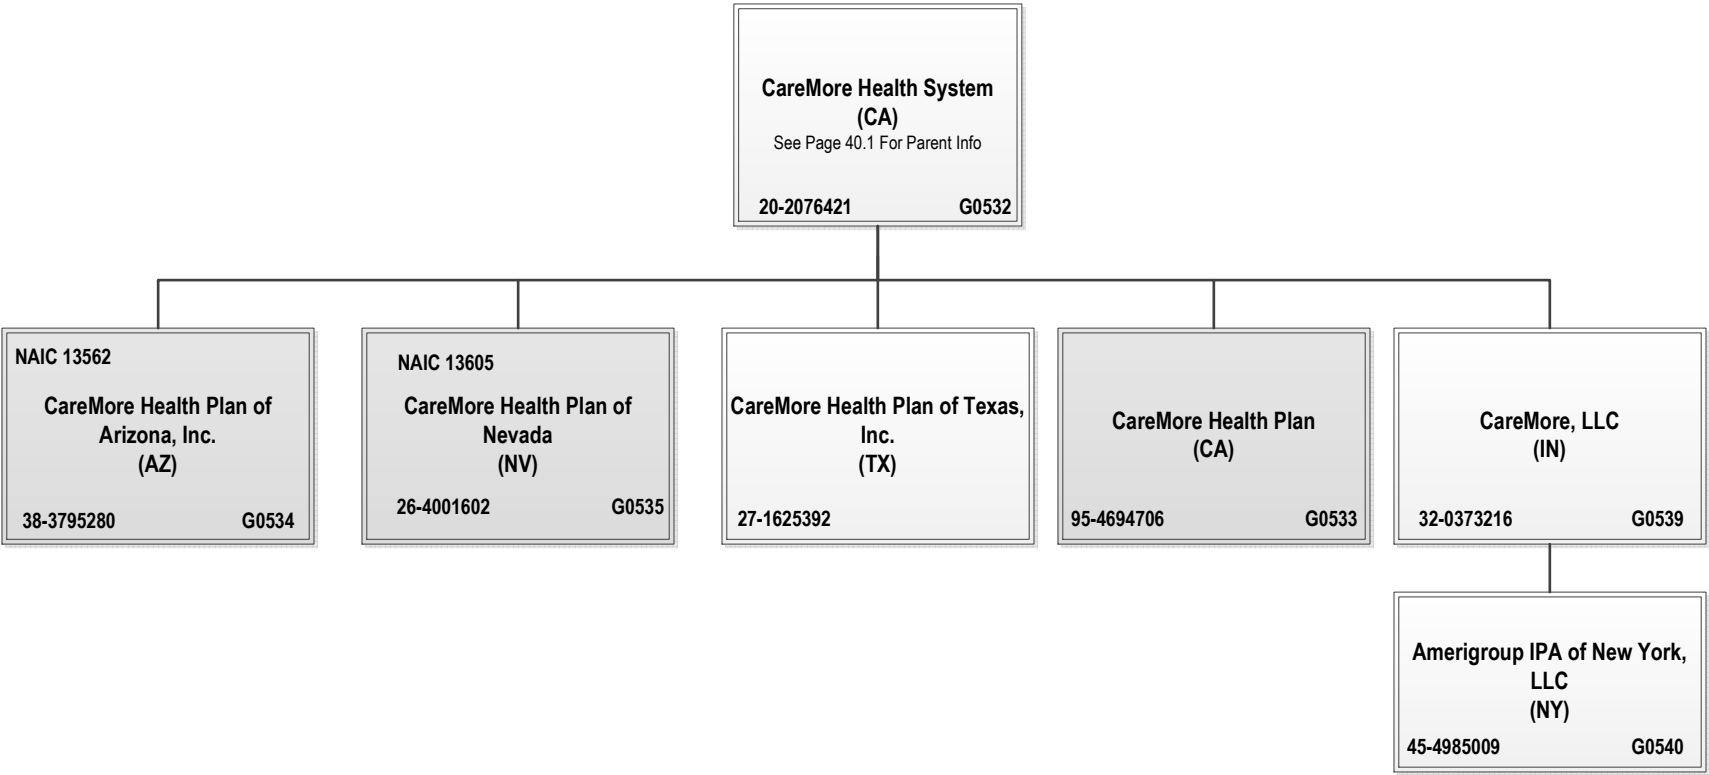 CareMore Health System
(CA)
See Page 40.1 For Parent Info
20-2076421 G0532
NAIC 13562
CareMore Health Plan of
Arizona, Inc.
(AZ)
38-3795280 G0534
NAIC 13605
CareMore Health Plan of
Nevada
(NV)
26-4001602 G0535
CareMore Health Plan of Texas,
Inc.
(TX)
27-1625392
CareMore Health Plan
(CA)
95-4694706 G0533
CareMore, LLC
(IN)
32-0373216 G0539
Amerigroup IPA of New York,
LLC
(NY)
45-4985009 G0540